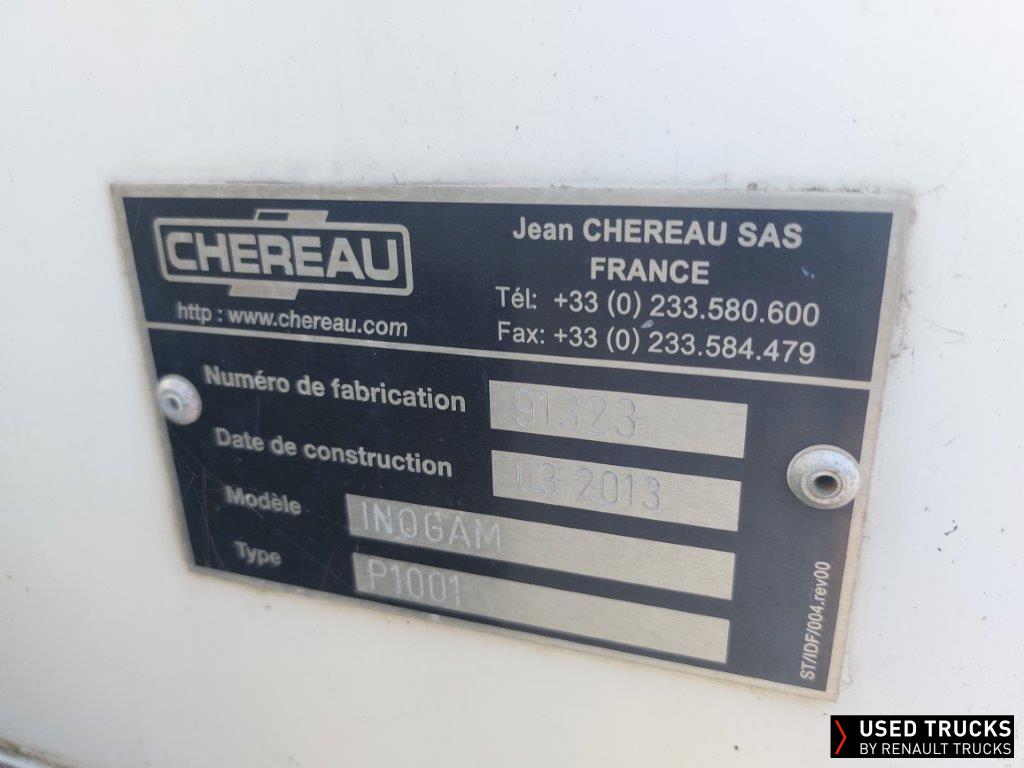 CHEREAU
http : www.chereau.com
Jean CHEREAU SAS
FRANCE
Tél: +33 (0) 233.580.600
Fax: +33 (0) 233.584.479
Numéro de fabrication 91323
Date de construction 03 2013
Modèle INOGAM
Type P1001
ST/IDF/004.rev00
USED TRUCKS
BY RENAULT TRUCKS